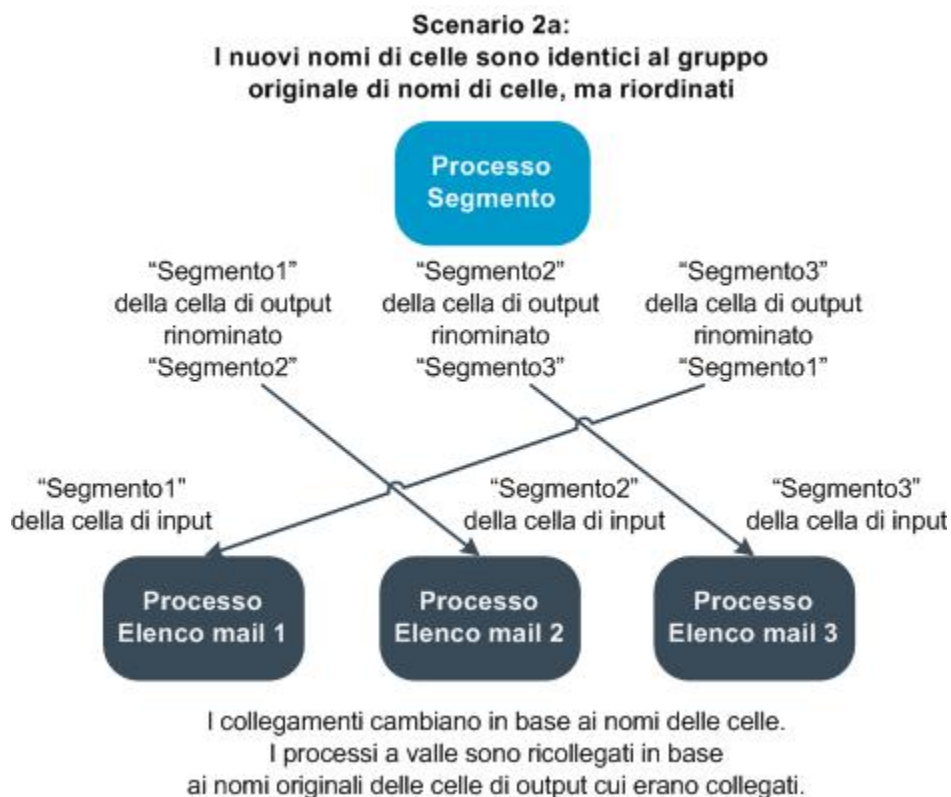 Scenario 2a:
I nuovi nomi di celle sono identici al gruppo
originale di nomi di celle, ma riordinati
Processo
Segmento
“Segmento1”
della cella di output
rinominato
“Segmento2”
“Segmento2”
della cella di output
rinominato
“Segmento3”
“Segmento3”
della cella di output
rinominato
“Segmento1”
“Segmento1”
della cella di input
“Segmento2”
della cella di input
“Segmento3”
della cella di input
Processo
Elenco mail 1
Processo
Elenco mail 2
Processo
Elenco mail 3
I collegamenti cambiano in base ai nomi delle celle.
I processi a valle sono ricollegati in base
ai nomi originali delle celle di output cui erano collegati.